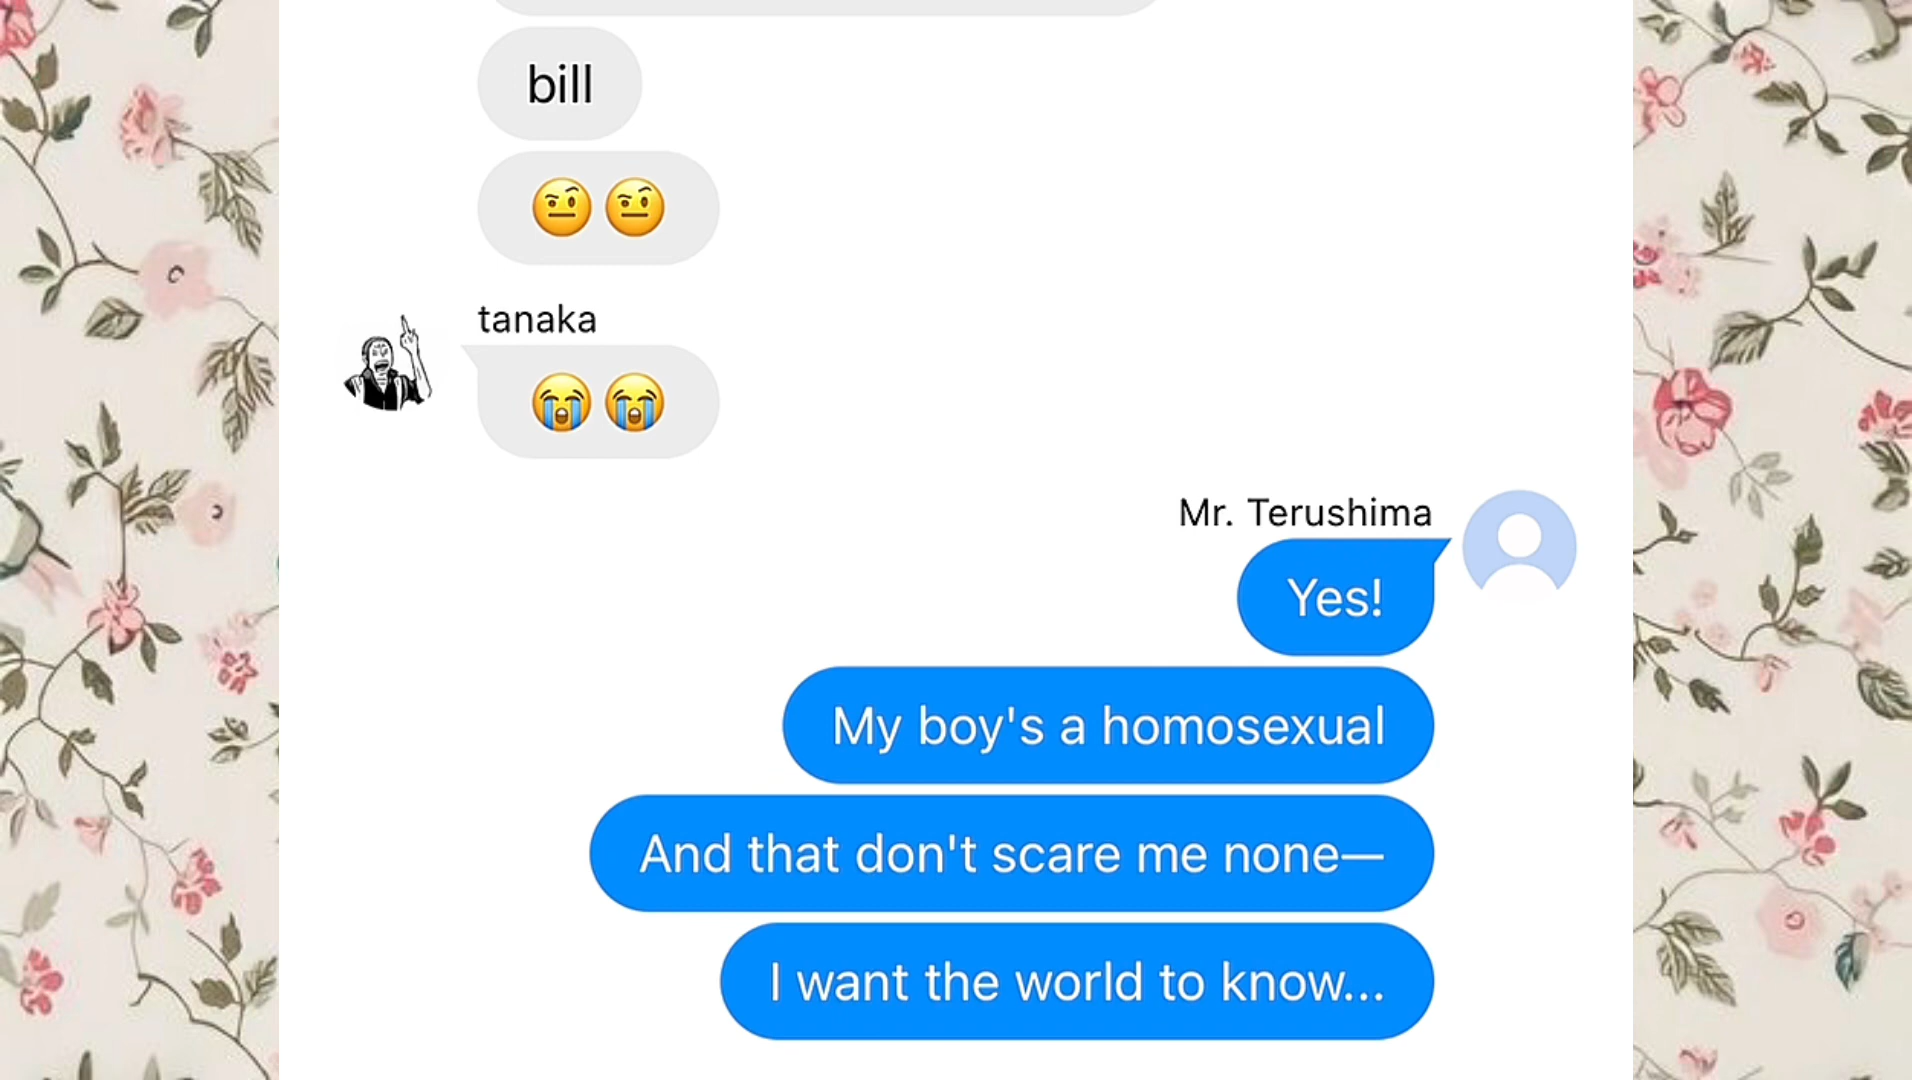 bill
🤨🤨
tanaka
😭😭
Mr. Terushima
Yes!
My boy's a homosexual
And that don't scare me none—
I want the world to know...